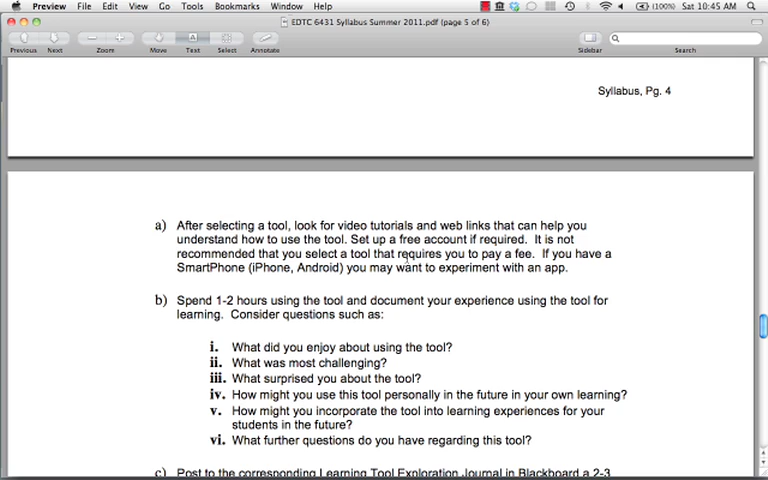 Preview File Edit View Go Tools Bookmarks Window Help (100%) Sat 10:45 AM
EDTC 6431 Syllabus Summer 2011.pdf (page 5 of 6)
Previous Next Zoom Move Text Select Annotate Sidebar Search
Syllabus, Pg. 4
a) After selecting a tool, look for video tutorials and web links that can help you
understand how to use the tool. Set up a free account if required. It is not
recommended that you select a tool that requires you to pay a fee. If you have a
SmartPhone (iPhone, Android) you may want to experiment with an app.
b) Spend 1-2 hours using the tool and document your experience using the tool for
learning. Consider questions such as:
i. What did you enjoy about using the tool?
ii. What was most challenging?
iii. What surprised you about the tool?
iv. How might you use this tool personally in the future in your own learning?
v. How might you incorporate the tool into learning experiences for your
students in the future?
vi. What further questions do you have regarding this tool?
c) Post to the corresponding Learning Tool Exploration Journal in Blackboard a 2-3